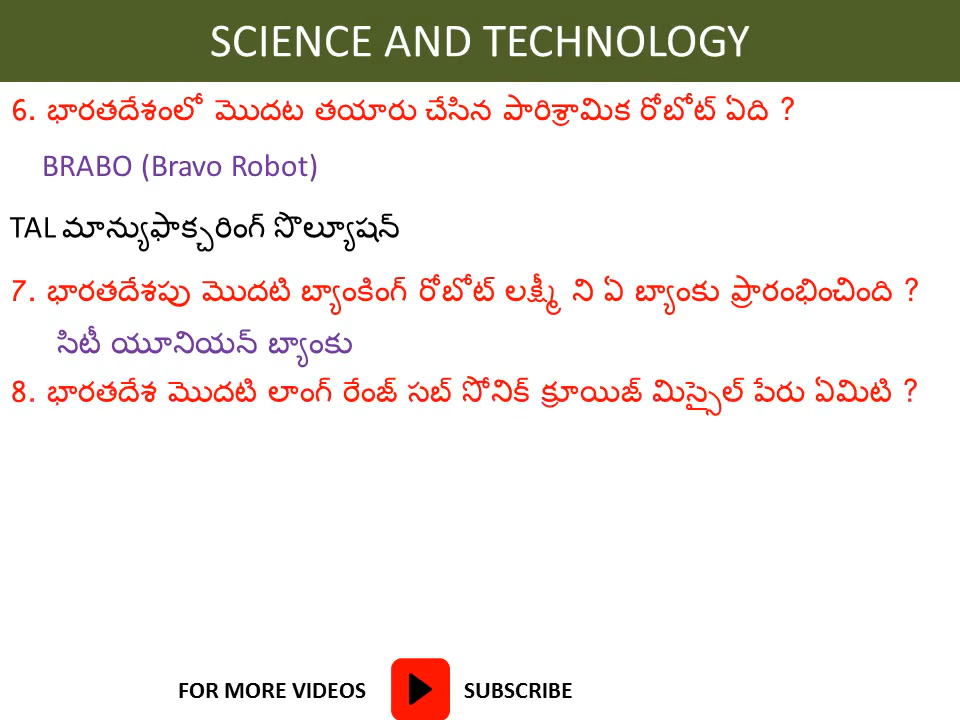 SCIENCE AND TECHNOLOGY
6. భారతదేశంలో మొదట తయారు చేసిన పారిశ్రామిక రోబోట్ ఏది ?
BRABO (Bravo Robot)
TAL మాన్యుఫాక్చరింగ్ సొల్యూషన్
7. భారతదేశపు మొదటి బ్యాంకింగ్ రోబోట్ లక్ష్మీ ని ఏ బ్యాంకు ప్రారంభించింది ?
సిటీ యూనియన్ బ్యాంకు
8. భారతదేశ మొదటి లాంగ్ రేంజ్ సబ్ సోనిక్ క్రూయిజ్ మిస్సైల్ పేరు ఏమిటి ?
FOR MORE VIDEOS SUBSCRIBE